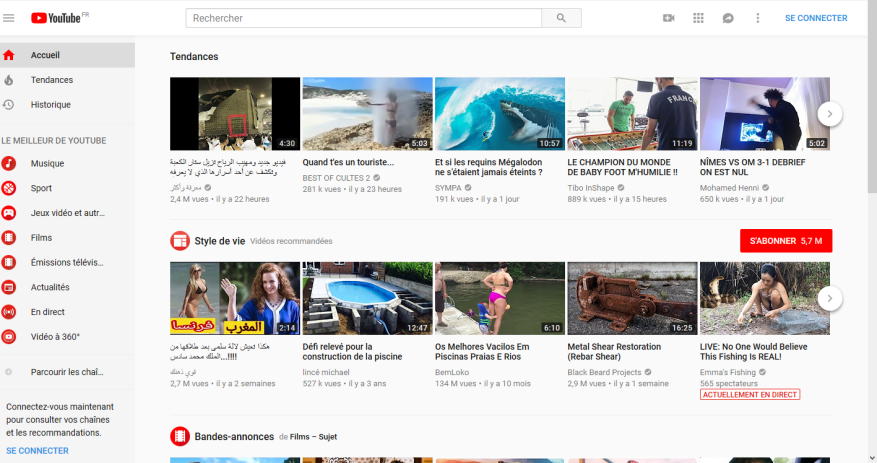 YouTube FR
Rechercher
SE CONNECTER
Accueil
Tendances
Historique
LE MEILLEUR DE YOUTUBE
Musique
Sport
Jeux vidéo et autr...
Films
Émissions télévis...
Actualités
En direct
Vidéo à 360°
Parcourir les chaî...
Connectez-vous maintenant
pour consulter vos chaînes
et les recommandations.
SE CONNECTER
Tendances
4:30
فيديو جديد ومهيب الرياح تزيل ستار الكعبة
وتكشف عن أحد أسرارها الذي لا يعرفه
معرفة وأكثر
2,4 M vues • il y a 22 heures
5:03
Quand t'es un touriste...
BEST OF CULTES 2
281 k vues • il y a 23 heures
10:57
Et si les requins Mégalodon
ne s'étaient jamais éteints ?
SYMPA
191 k vues • il y a 1 jour
FRANC
11:19
LE CHAMPION DU MONDE
DE BABY FOOT M'HUMILIE !!
Tibo InShape
889 k vues • il y a 15 heures
5:02
NÎMES VS OM 3-1 DEBRIEF
ON EST NUL
Mohamed Henni
650 k vues • il y a 1 jour
Style de vie Vidéos recommandées
S'ABONNER 5,7 M
فرنسا
المغرب
2:14
هكذا تعيش لالة سلمى بعد طلاقها من
الملك محمد سادس...!!!!
2,7 M vues • il y a 2 semaines
12:47
Défi relevé pour la
construction de la piscine
lincé michael
527 k vues • il y a 3 ans
6:10
Os Melhores Vacilos Em
Piscinas Praias E Rios
BemLoko
134 M vues • il y a 10 mois
16:25
Metal Shear Restoration
(Rebar Shear)
Black Beard Projects
2,9 M vues • il y a 1 semaine
LIVE: No One Would Believe
This Fishing Is REAL!
Emma's Fishing
565 spectateurs
ACTUELLEMENT EN DIRECT
Bandes-annonces de Films – Sujet